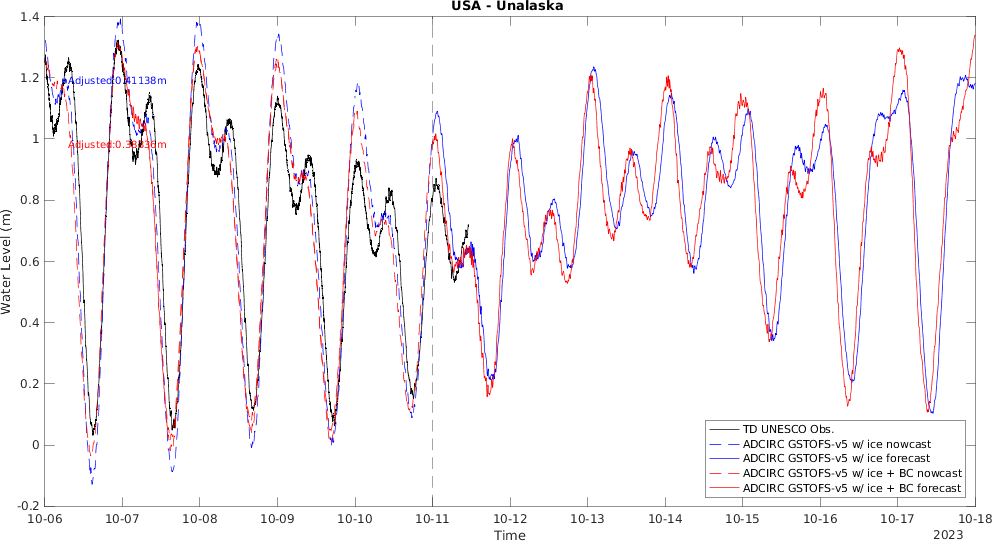 USA - Unalaska
1.4
1.2
1
0.8
0.6
0.4
0.2
0
-0.2
Water Level (m)
Adjusted:0.41138m
TD UNESCO Obs.
ADCIRC GSTOFS-v5 w/ ice nowcast
ADCIRC GSTOFS-v5 w/ ice forecast
ADCIRC GSTOFS-v5 w/ ice + BC nowcast
ADCIRC GSTOFS-v5 w/ ice + BC forecast
10-06 10-07 10-08 10-09 10-10 10-11 10-12 10-13 10-14 10-15 10-16 10-17 10-18
Time
2023